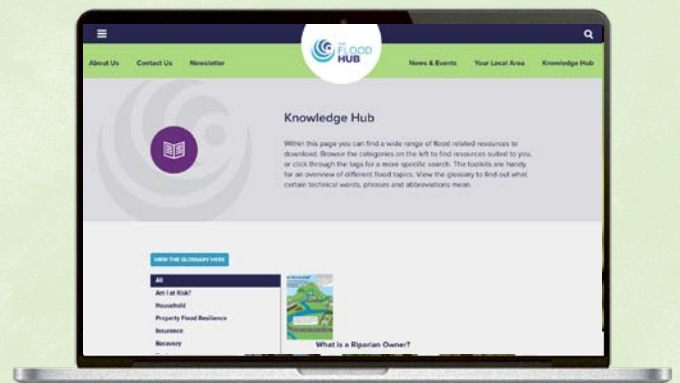 THE
FLOOD
HUB
About Us
Contact Us
Newsletter
News & Events
Your Local Area
Knowledge Hub
Knowledge Hub
Within this page you can find a wide range of flood related resources to
download. Browse the categories on the left to find resources suited to you,
or click through the tags for a more specific search. The toolkits are handy
for an overview of different flood topics. View the glossary to find out what
certain technical words, phrases and abbreviations mean.
VIEW THE GLOSSARY HERE
All
Am I at Risk?
Household
Property Flood Resilience
Insurance
Recovery
What is a Riparian Owner?